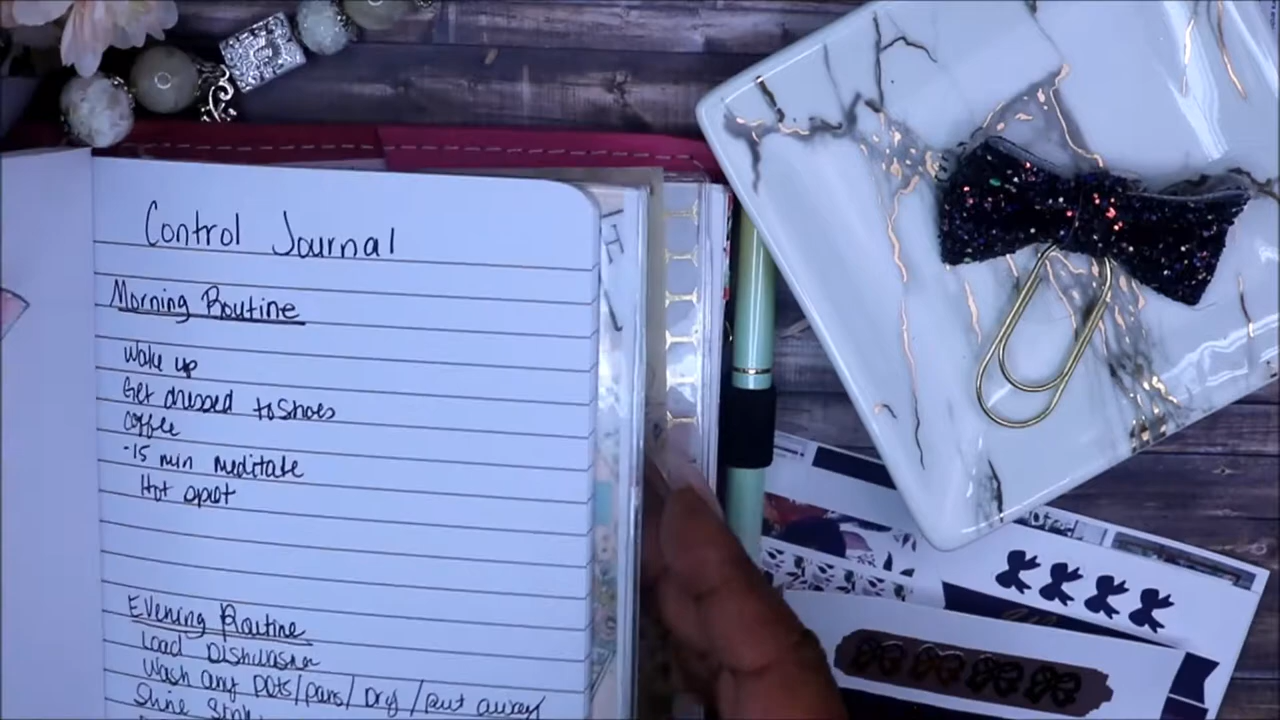 Control Journal
Morning Routine
Wake up
Get dressed to shoes
Coffee
-15 min meditate
Hot spot
Evening Routine
Load Dishwasher
Wash any pots/pans/Dry/put away
Shine